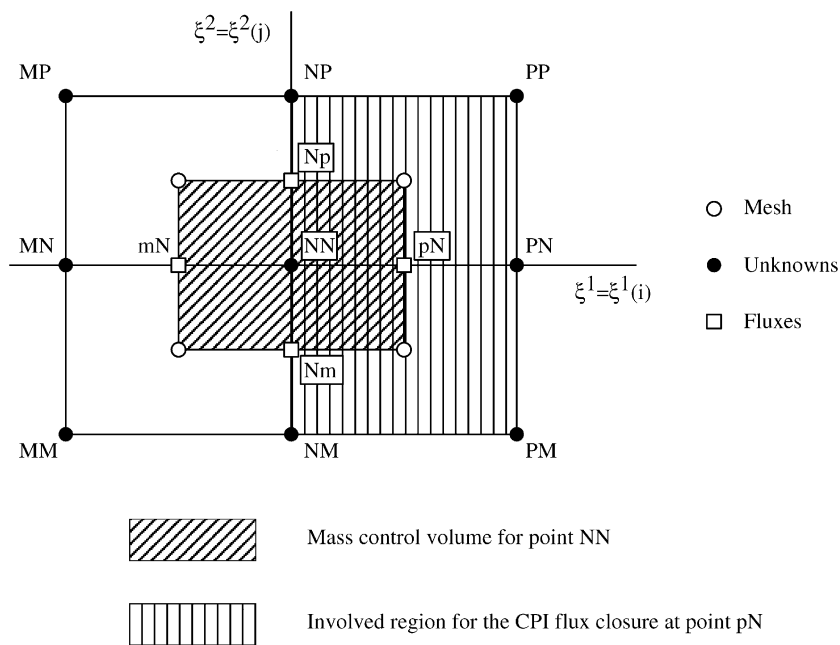 ξ²=ξ²(j)
MP NP PP
Np
Mesh
MN mN NN pN PN
Unknowns
ξ¹=ξ¹(i)
Fluxes
Nm
MM NM PM
Mass control volume for point NN
Involved region for the CPI flux closure at point pN